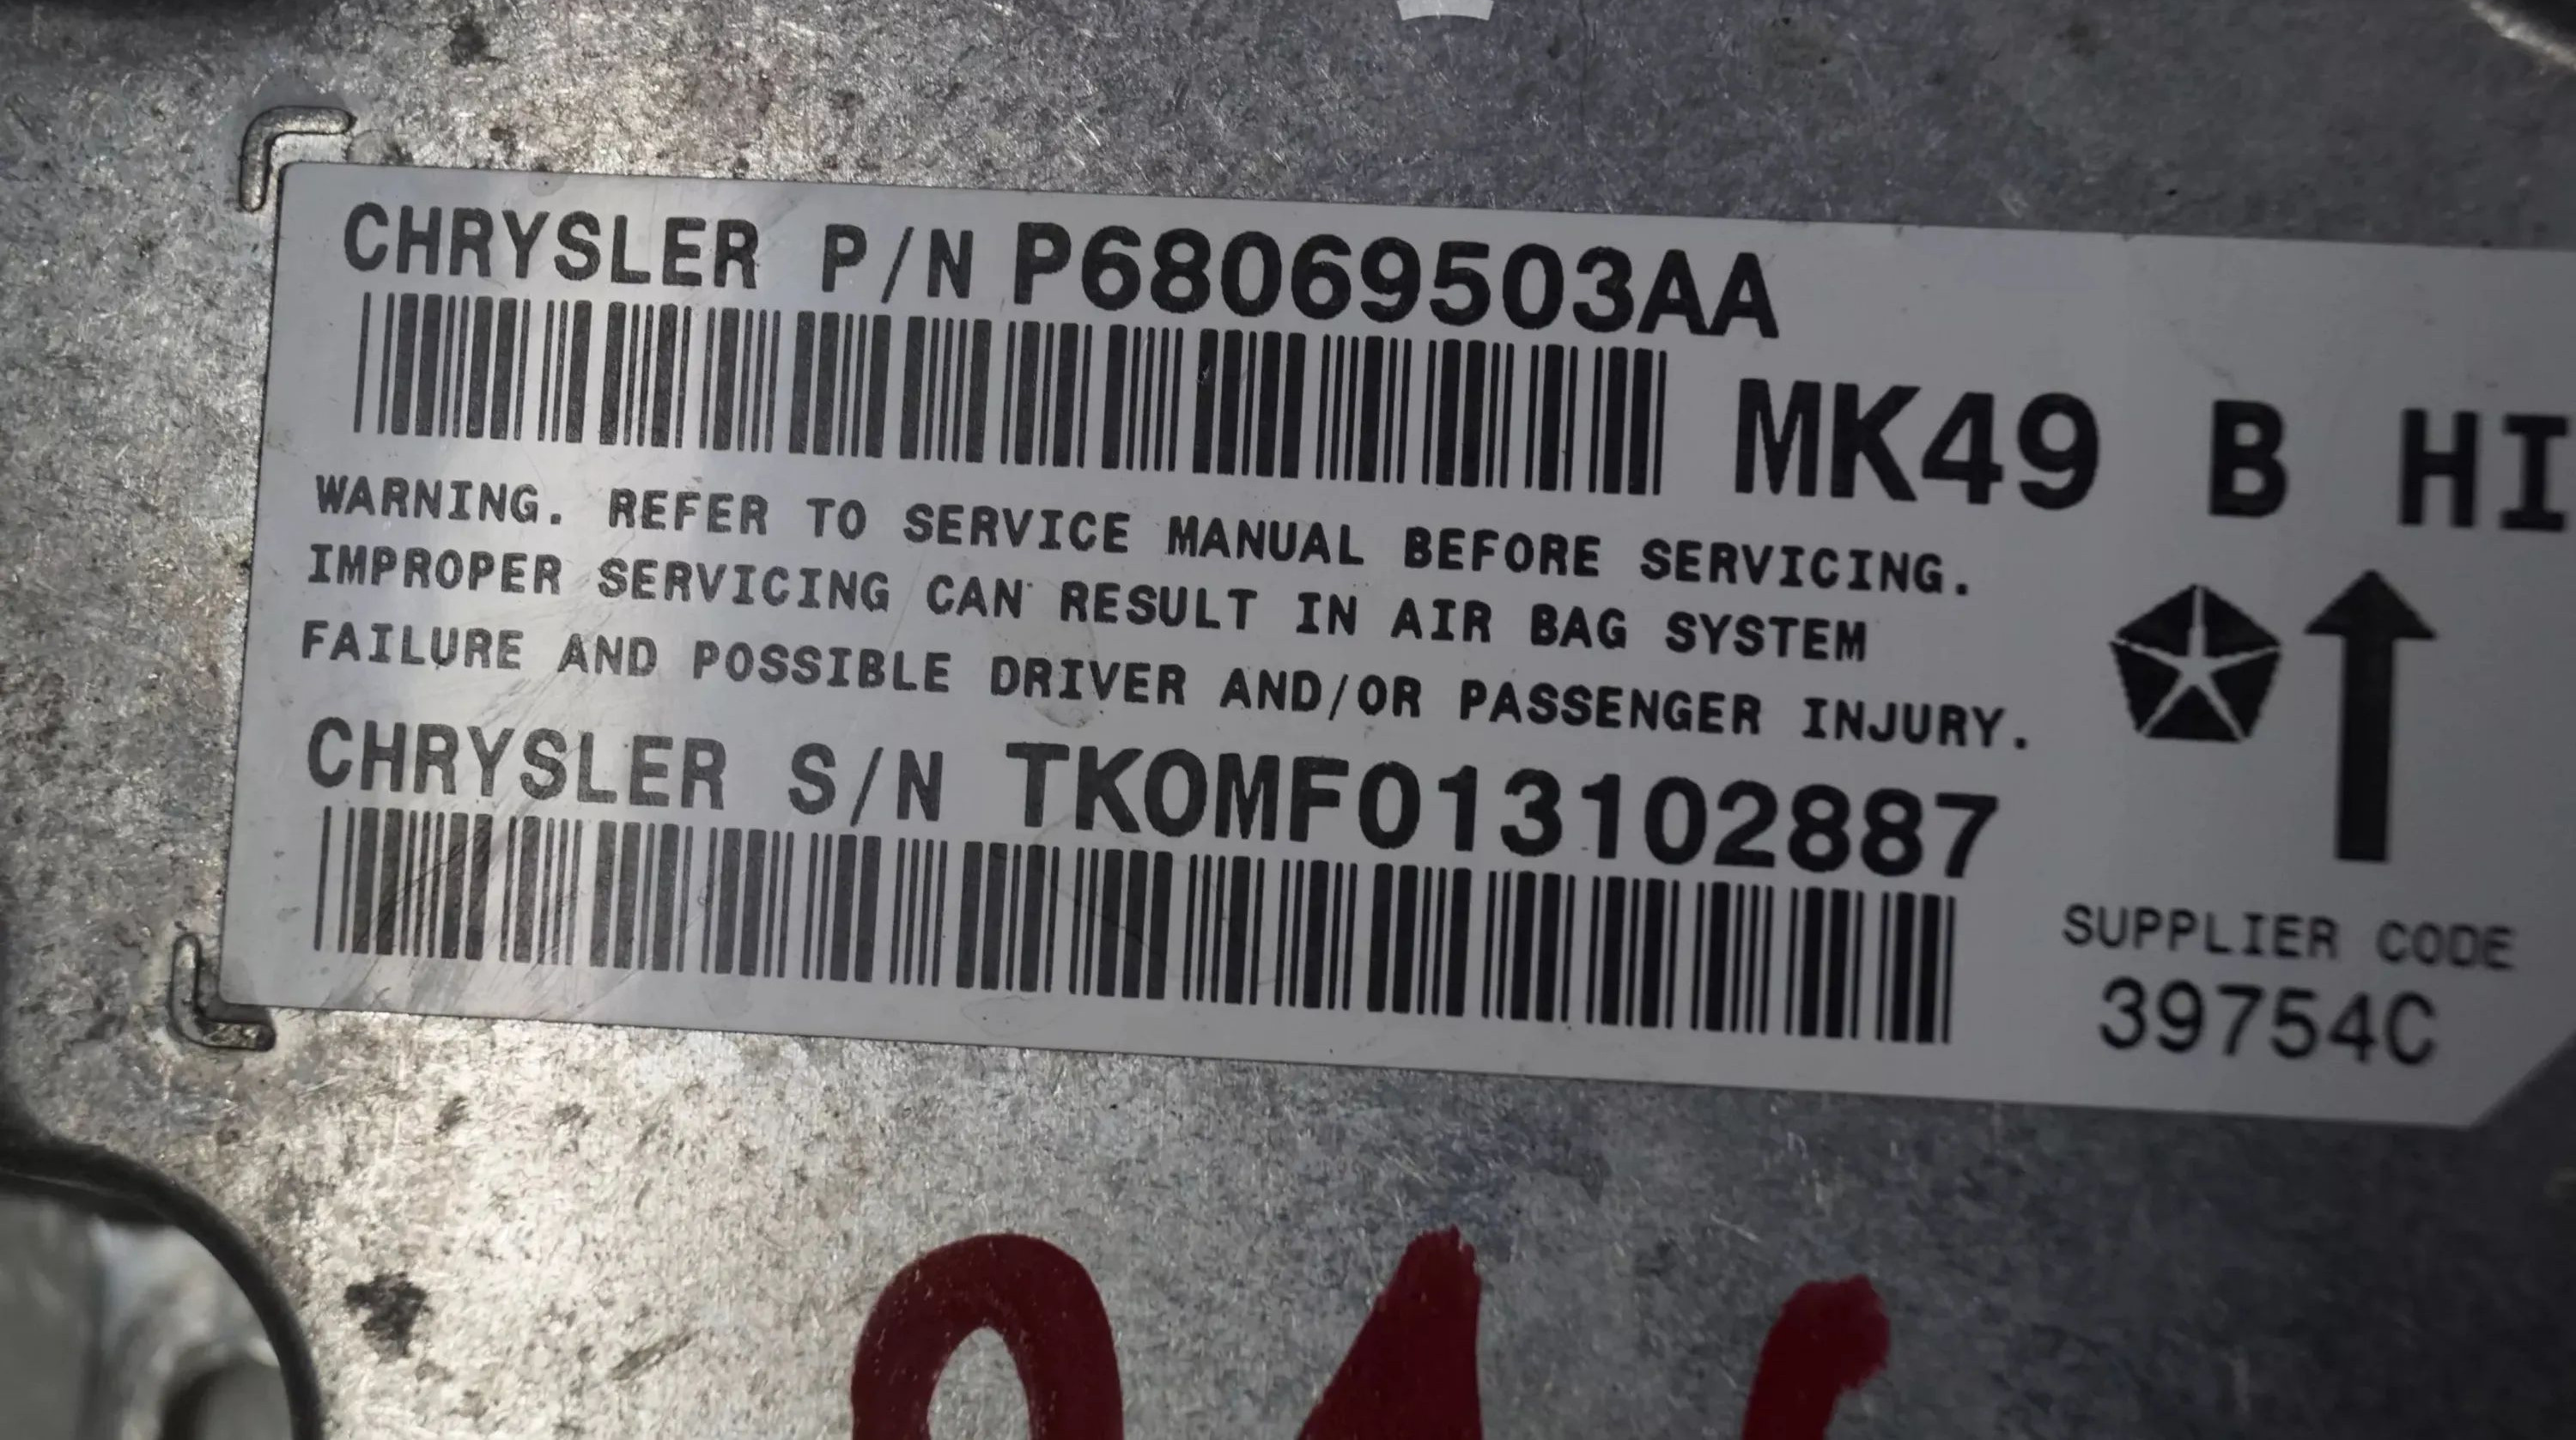 CHRYSLER P/N P68069503AA
MK49 B HI
WARNING. REFER TO SERVICE MANUAL BEFORE SERVICING.
IMPROPER SERVICING CAN RESULT IN AIR BAG SYSTEM
FAILURE AND POSSIBLE DRIVER AND/OR PASSENGER INJURY.
CHRYSLER S/N TK0MF013102887
SUPPLIER CODE
39754C